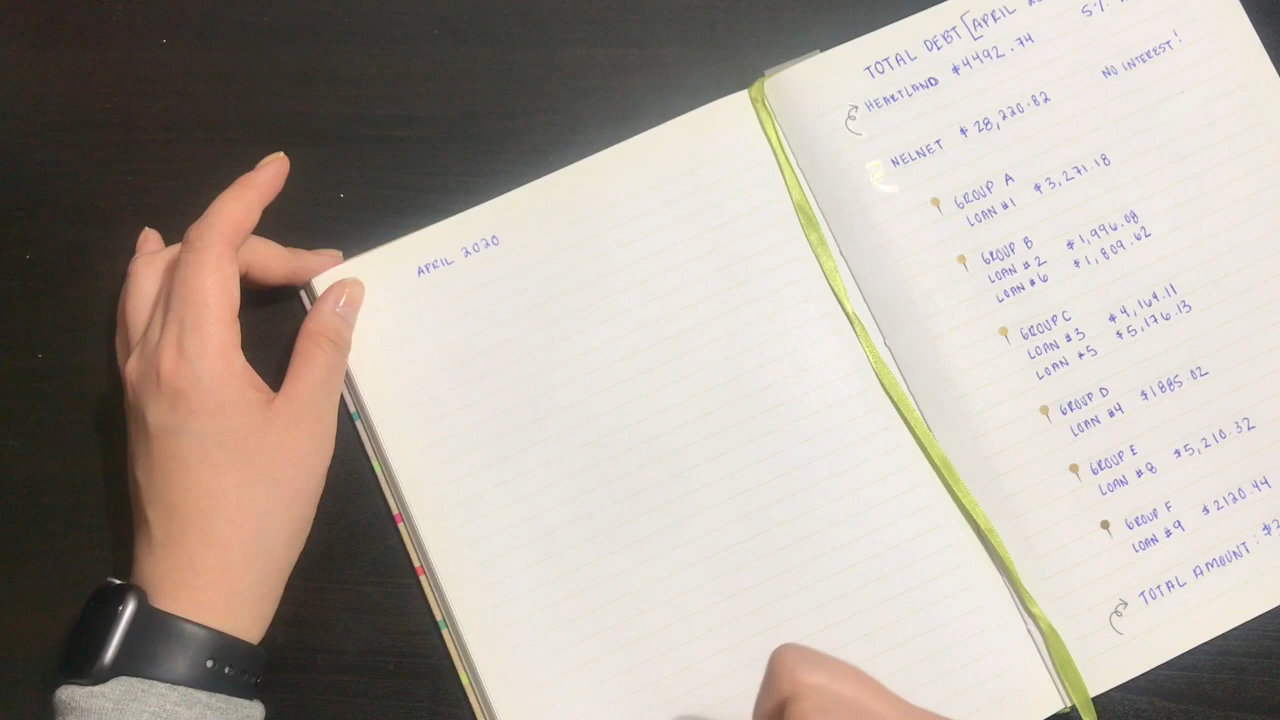 APRIL 2020
TOTAL DEBT [APRIL
5%
HEARTLAND $4492.74
NO INTEREST!
NELNET $28,220.82
GROUP A
LOAN #1 $3,271.18
GROUP B
LOAN #2 $1,996.08
LOAN #6 $1,809.62
GROUP C
LOAN #3 $4,169.11
LOAN #5 $5,176.13
GROUP D
LOAN #4 $1885.02
GROUP E
LOAN #8 $5,210.32
GROUP F
LOAN #9 $2120.44
TOTAL AMOUNT: